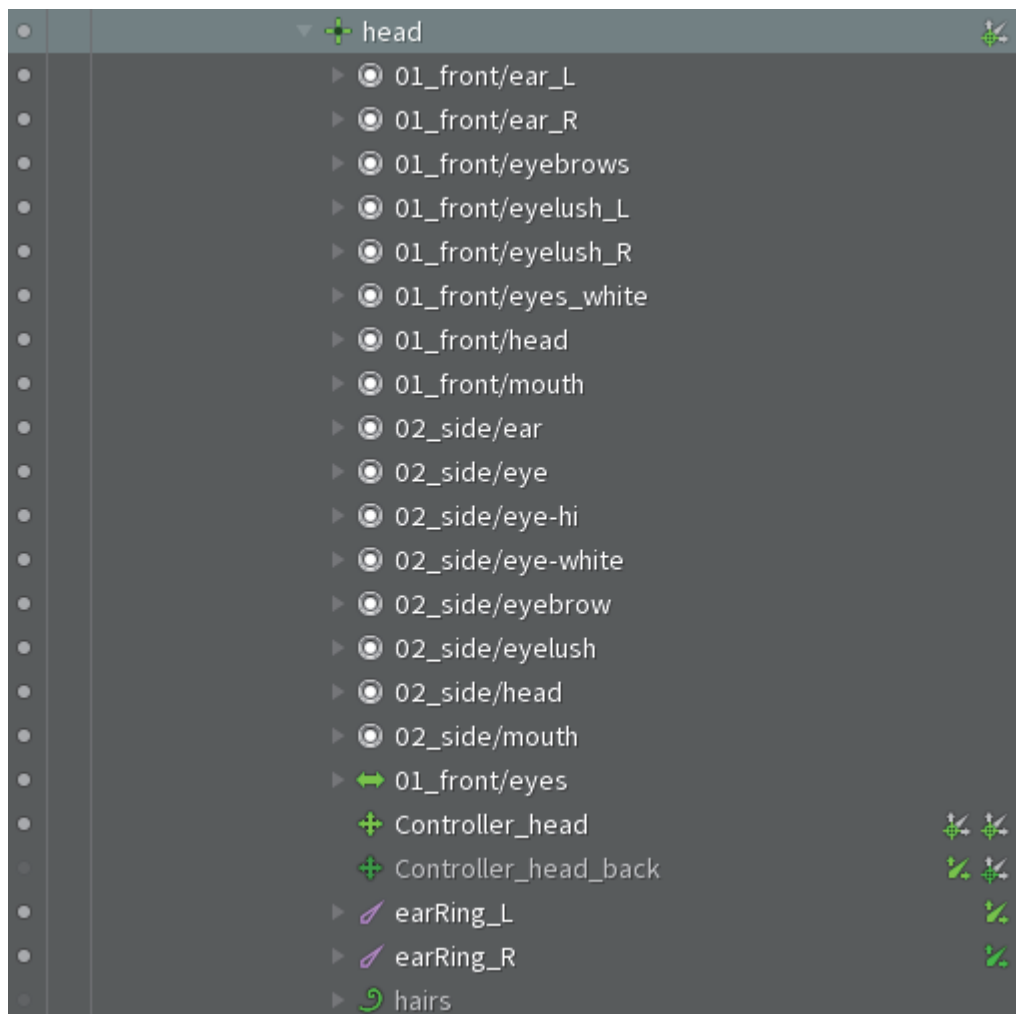 head
01_front/ear_L
01_front/ear_R
01_front/eyebrows
01_front/eyelush_L
01_front/eyelush_R
01_front/eyes_white
01_front/head
01_front/mouth
02_side/ear
02_side/eye
02_side/eye-hi
02_side/eye-white
02_side/eyebrow
02_side/eyelush
02_side/head
02_side/mouth
01_front/eyes
Controller_head
Controller_head_back
earRing_L
earRing_R
hairs